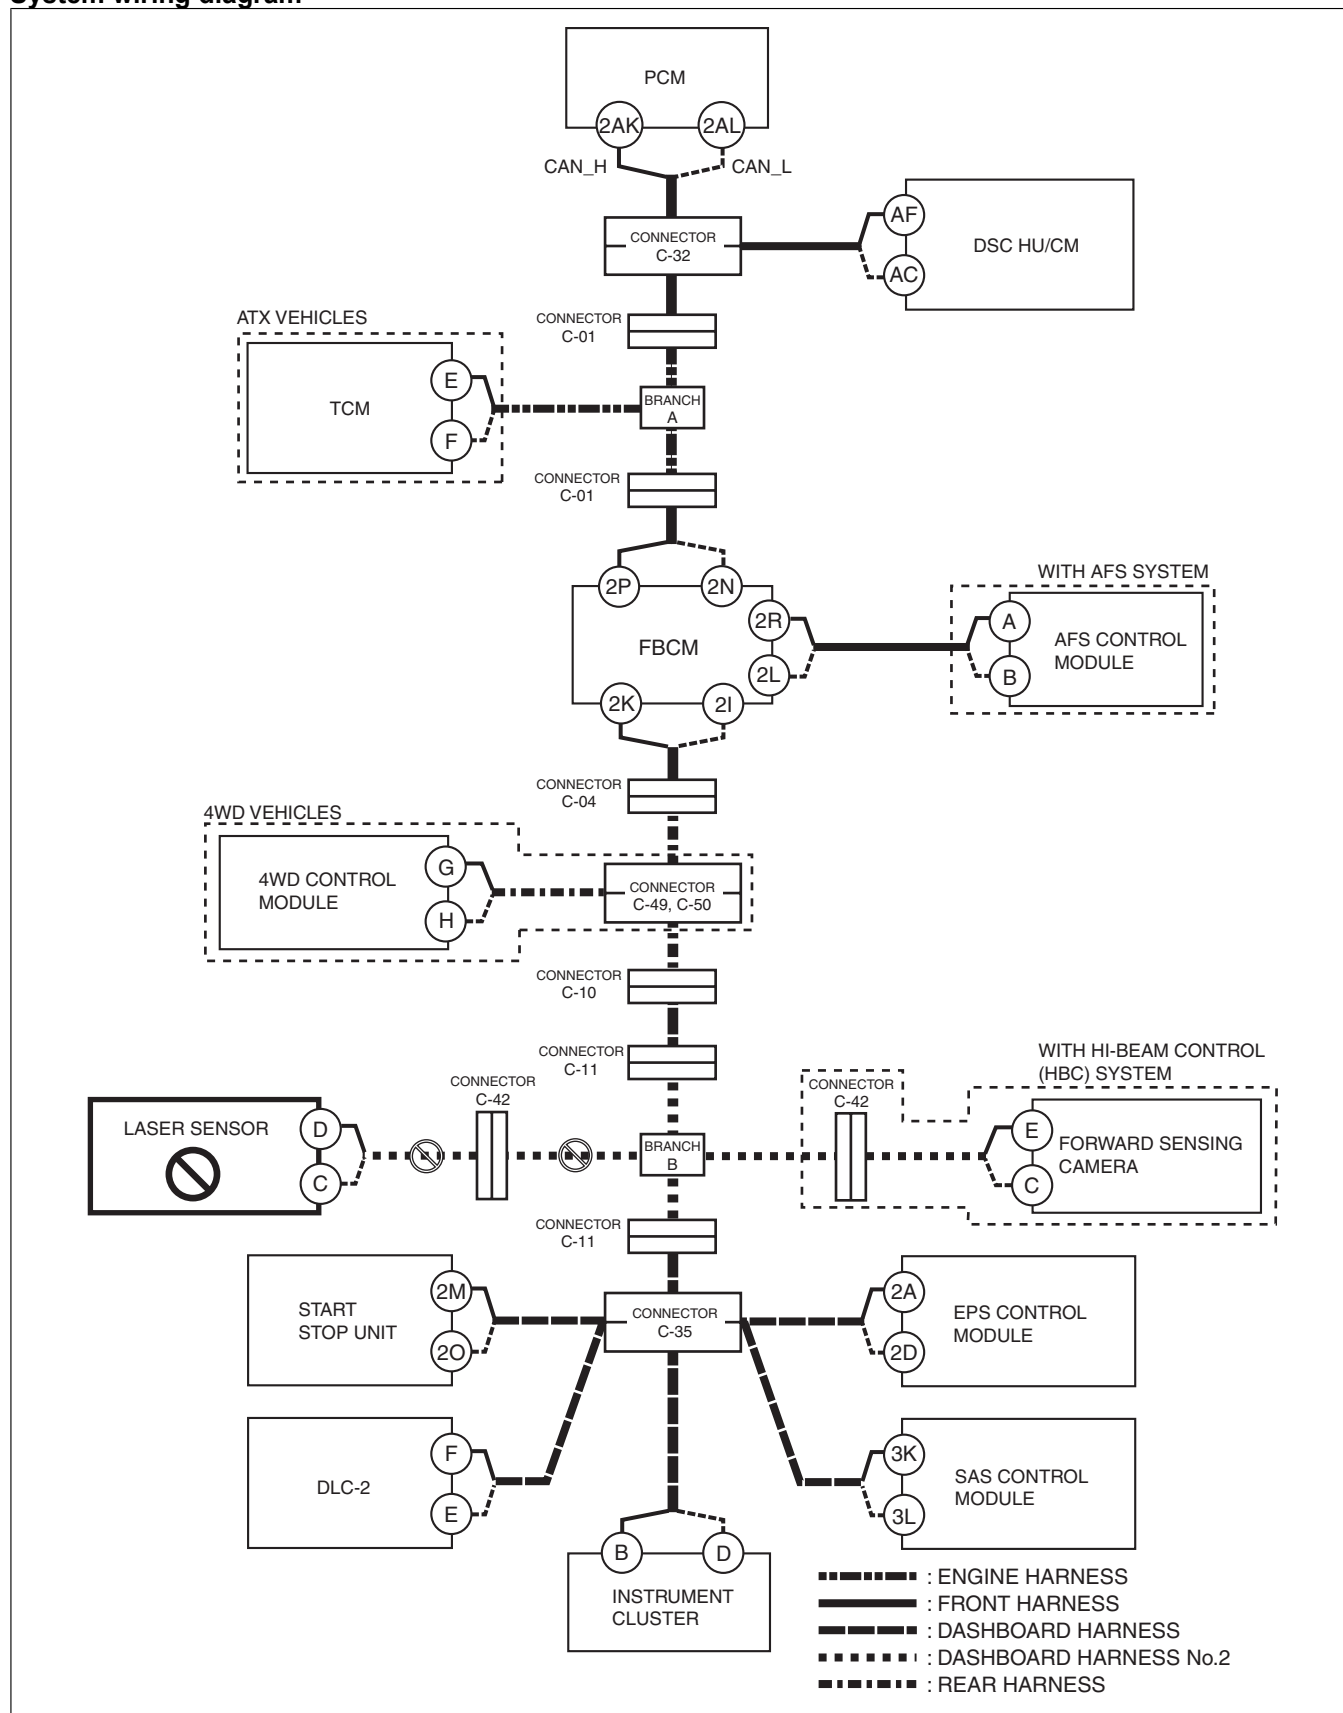 System wiring diagram
PCM
2AK
2AL
CAN_H
CAN_L
CONNECTOR
C-32
AF
AC
DSC HU/CM
CONNECTOR
C-01
ATX VEHICLES
TCM
E
F
BRANCH
A
CONNECTOR
C-01
2P
2N
FBCM
2R
2L
2K
2I
WITH AFS SYSTEM
A
B
AFS CONTROL
MODULE
CONNECTOR
C-04
4WD VEHICLES
4WD CONTROL
MODULE
G
H
CONNECTOR
C-49, C-50
CONNECTOR
C-10
CONNECTOR
C-11
LASER SENSOR
D
C
CONNECTOR
C-42
BRANCH
B
WITH HI-BEAM CONTROL
(HBC) SYSTEM
CONNECTOR
C-42
E
C
FORWARD SENSING
CAMERA
CONNECTOR
C-11
START
STOP UNIT
2M
2O
CONNECTOR
C-35
2A
2D
EPS CONTROL
MODULE
DLC-2
F
E
3K
3L
SAS CONTROL
MODULE
B
D
INSTRUMENT
CLUSTER
: ENGINE HARNESS
: FRONT HARNESS
: DASHBOARD HARNESS
: DASHBOARD HARNESS No.2
: REAR HARNESS